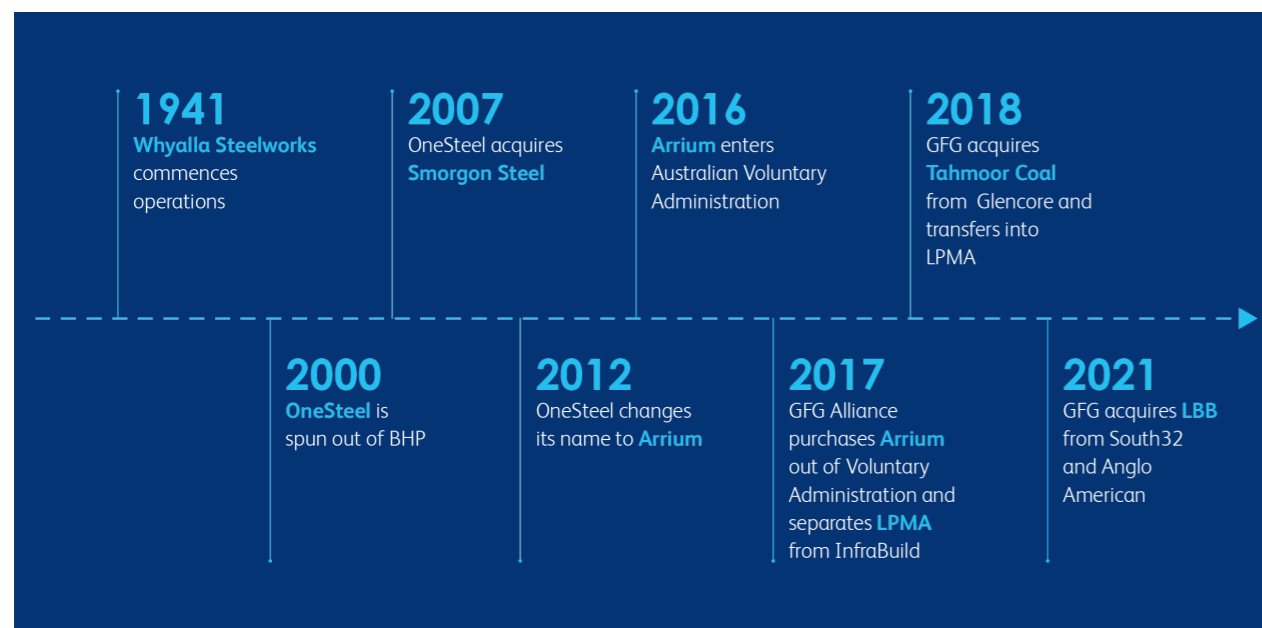 1941
Whyalla Steelworks
commences
operations
2000
OneSteel is
spun out of BHP
2007
OneSteel acquires
Smorgon Steel
2012
OneSteel changes
its name to Arrium
2016
Arrium enters
Australian Voluntary
Administration
2017
GFG Alliance
purchases Arrium
out of Voluntary
Administration and
separates LPMA
from InfraBuild
2018
GFG acquires
Tahmoor Coal
from Glencore and
transfers into
LPMA
2021
GFG acquires LBB
from South32
and Anglo
American